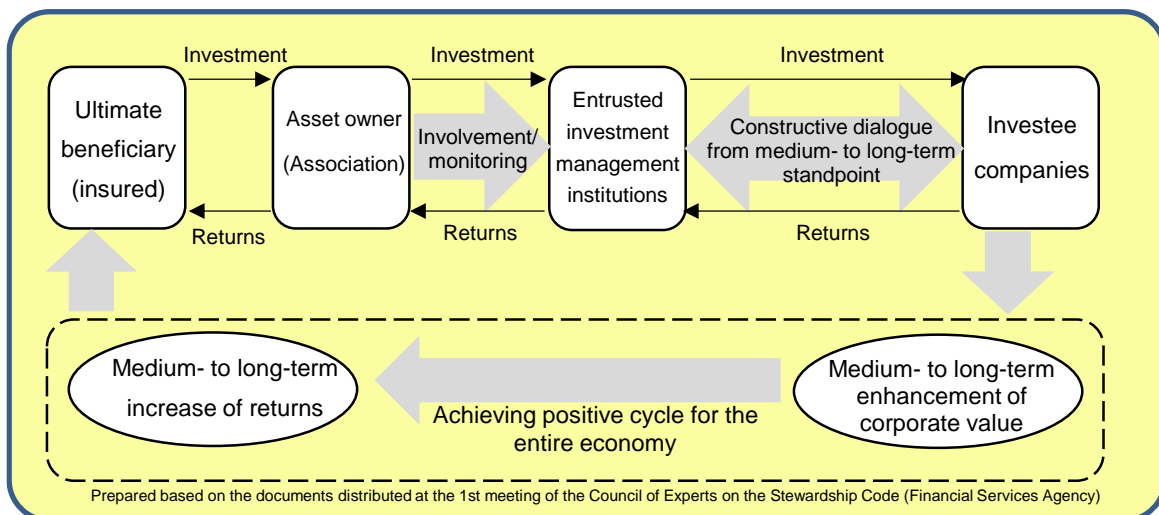 Investment
Investment
Investment
Ultimate
beneficiary
(insured)
Asset owner
(Association)
Involvement/
monitoring
Entrusted
investment
management
institutions
Constructive dialogue
from medium- to long-term
standpoint
Investee
companies
Returns
Returns
Returns
Medium- to long-term
increase of returns
Achieving positive cycle for the
entire economy
Medium- to long-term
enhancement of
corporate value
Prepared based on the documents distributed at the 1st meeting of the Council of Experts on the Stewardship Code (Financial Services Agency)